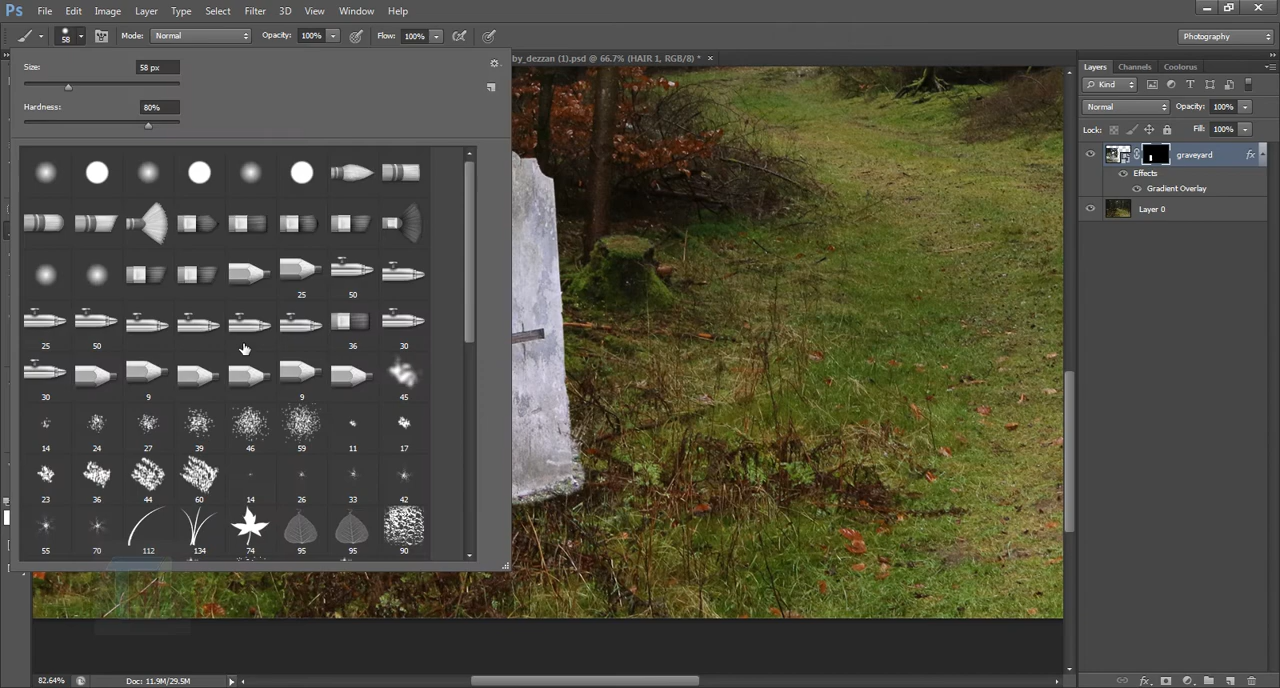 Ps File Edit Image Layer Type Select Filter 3D View Window Help
58 Mode: Normal Opacity: 100% Flow: 100% Photography
by_dezzan (1).psd @ 66.7% (HAIR 1, RGB/8) *
Size: 58 px
Hardness: 80%
25 50
25 50 36 30
30 9 9 45
14 24 27 39 46 59 11 17
23 36 44 60 14 26 33 42
55 70 112 134 74 95 95 90
Layers Channels Coolorus
Kind
Normal Opacity: 100%
Lock: Fill: 100%
graveyard fx
Effects
Gradient Overlay
Layer 0
82.64% Doc: 11.9M/29.5M
fx